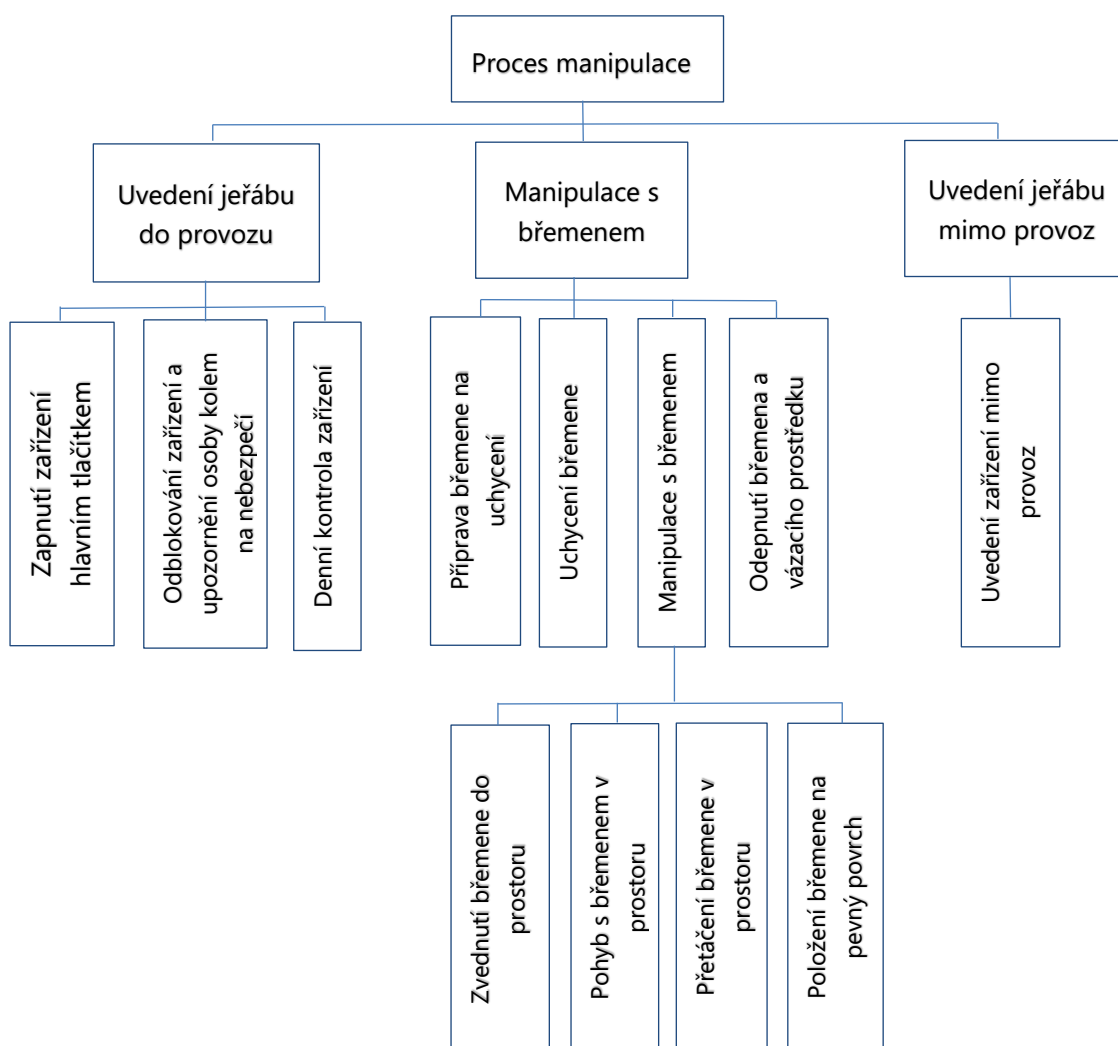 Proces manipulace
Uvedení jeřábu
do provozu
Manipulace s
břemenem
Uvedení jeřábu
mimo provoz
Zapnutí zařízení
hlavním tlačítkem
Odblokování zařízení a
upozornění osoby kolem
na nebezpečí
Denní kontrola zařízení
Příprava břemene na
uchycení
Uchycení břemene
Manipulace s břemenem
Odepnutí břemena a
vázacího prostředku
Uvedení zařízení mimo
provoz
Zvednutí břemene do
prostoru
Pohyb s břemenem v
prostoru
Přetáčení břemene v
prostoru
Položení břemene na
pevný povrch